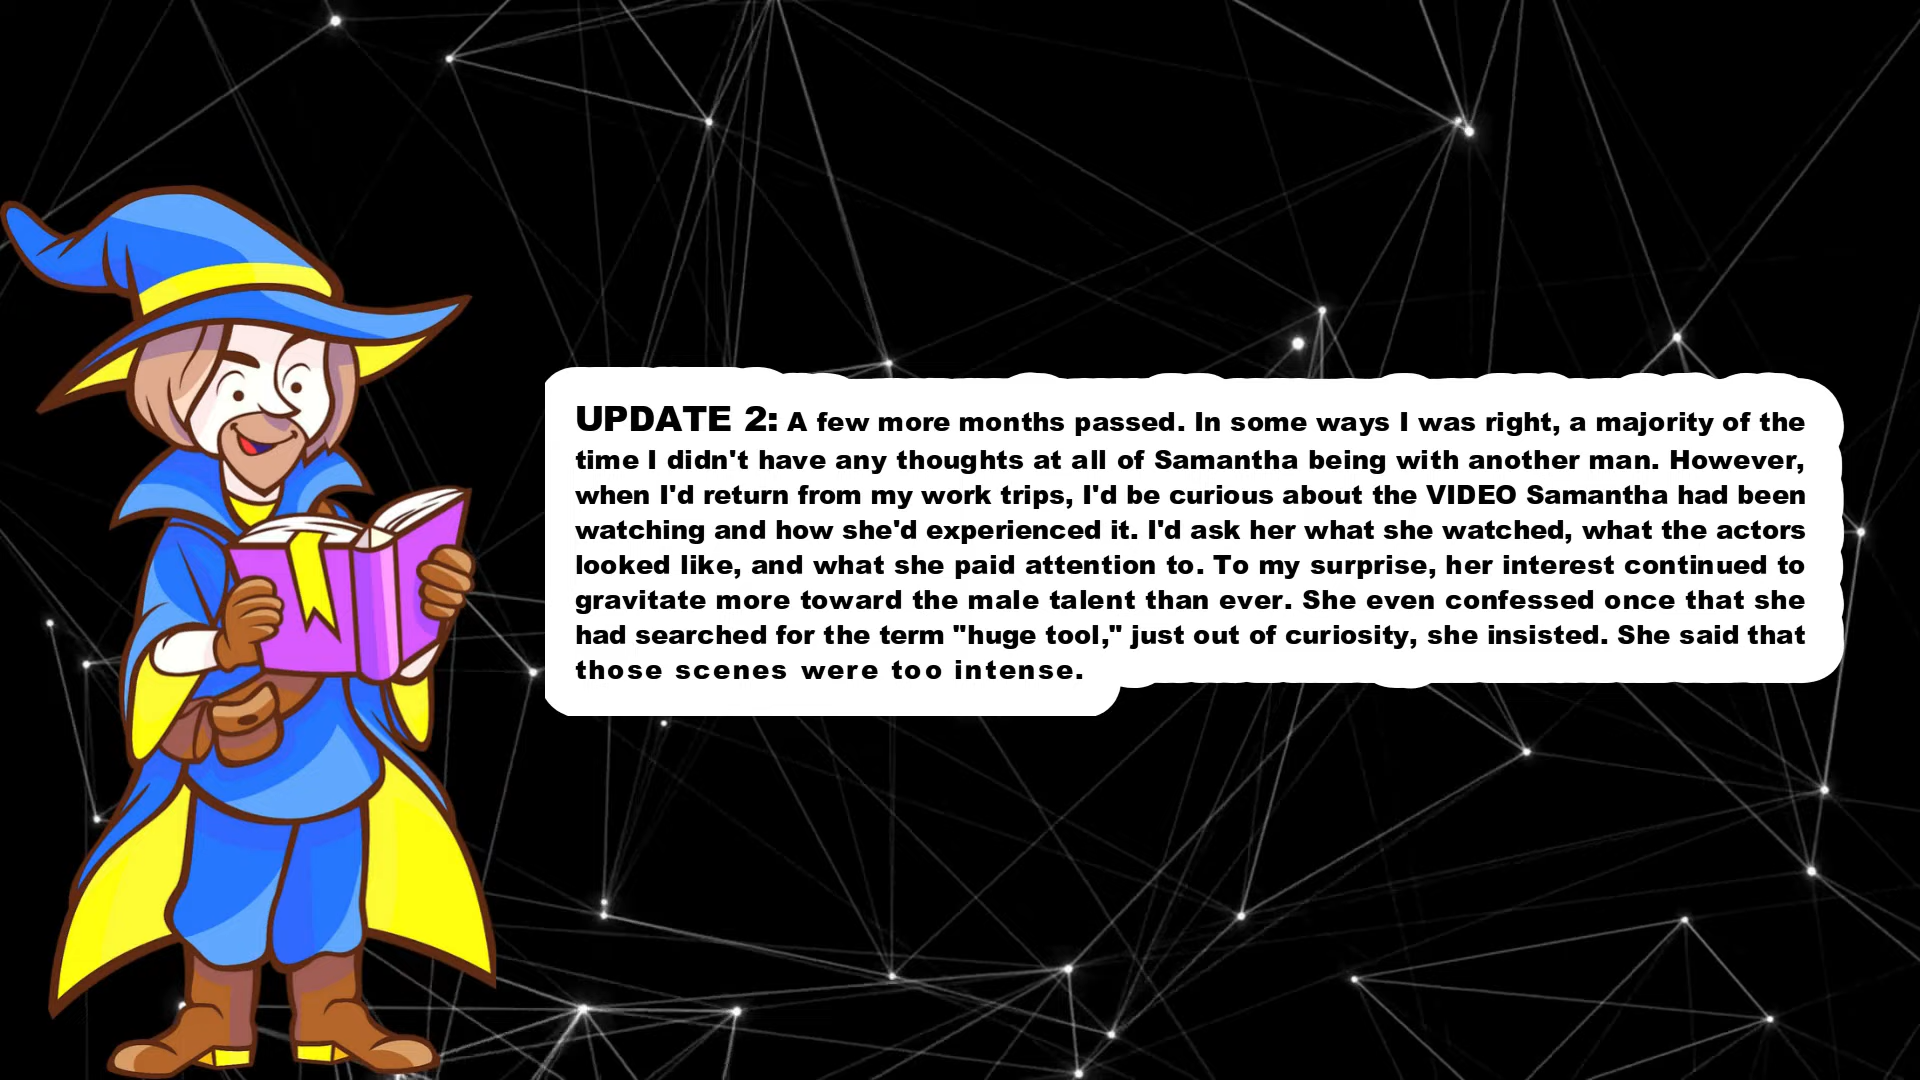 UPDATE 2: A few more months passed. In some ways I was right, a majority of the
time I didn't have any thoughts at all of Samantha being with another man. However,
when I'd return from my work trips, I'd be curious about the VIDEO Samantha had been
watching and how she'd experienced it. I'd ask her what she watched, what the actors
looked like, and what she paid attention to. To my surprise, her interest continued to
gravitate more toward the male talent than ever. She even confessed once that she
had searched for the term "huge tool," just out of curiosity, she insisted. She said that
those scenes were too intense.